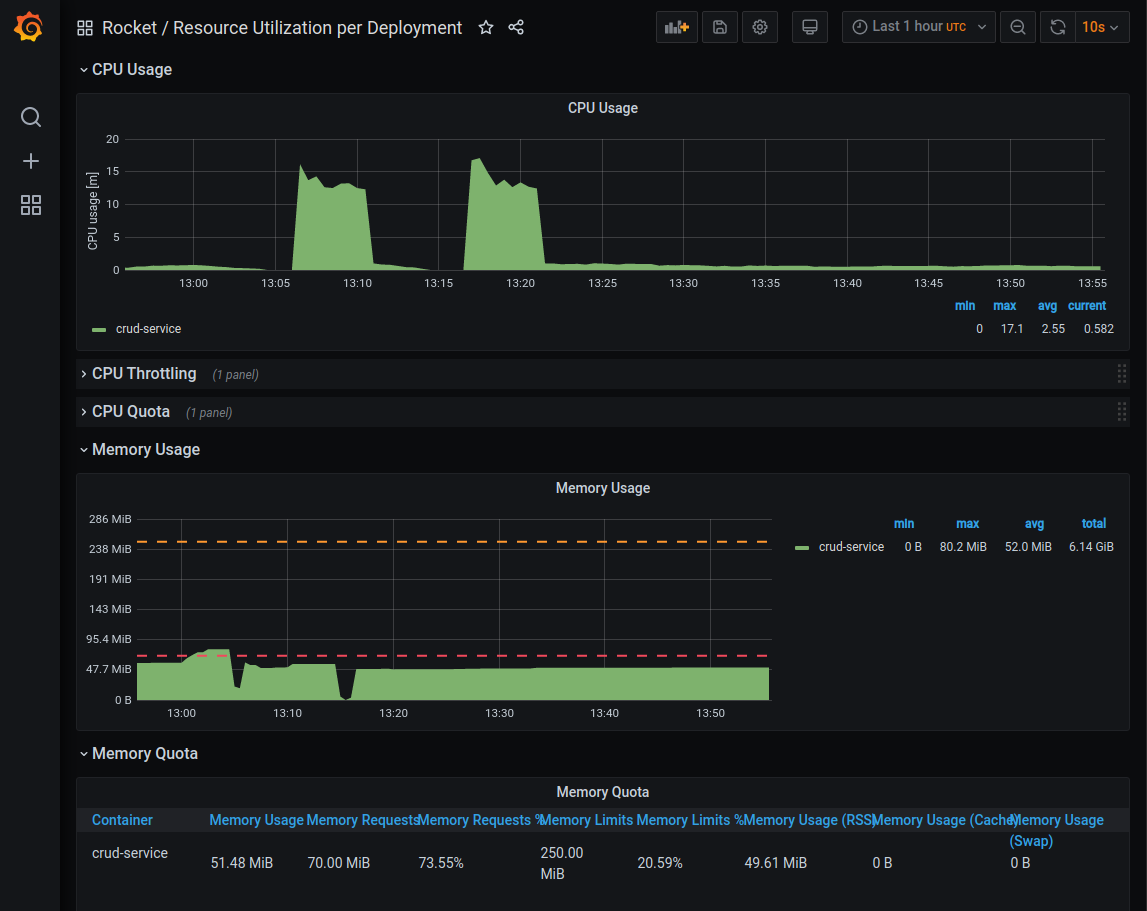 Rocket / Resource Utilization per Deployment
Last 1 hour UTC
10s
CPU Usage
CPU Usage
CPU usage [m]
20
15
10
5
0
13:00 13:05 13:10 13:15 13:20 13:25 13:30 13:35 13:40 13:45 13:50 13:55
min max avg current
crud-service 0 17.1 2.55 0.582
CPU Throttling (1 panel)
CPU Quota (1 panel)
Memory Usage
Memory Usage
286 MiB
238 MiB
191 MiB
143 MiB
95.4 MiB
47.7 MiB
0 B
13:00 13:10 13:20 13:30 13:40 13:50
min max avg total
crud-service 0 B 80.2 MiB 52.0 MiB 6.14 GiB
Memory Quota
Memory Quota
Container Memory Usage Memory Requests Memory Requests % Memory Limits Memory Limits % Memory Usage (RSS) Memory Usage (Cache) Memory Usage (Swap)
crud-service 51.48 MiB 70.00 MiB 73.55% 250.00 MiB 20.59% 49.61 MiB 0 B 0 B